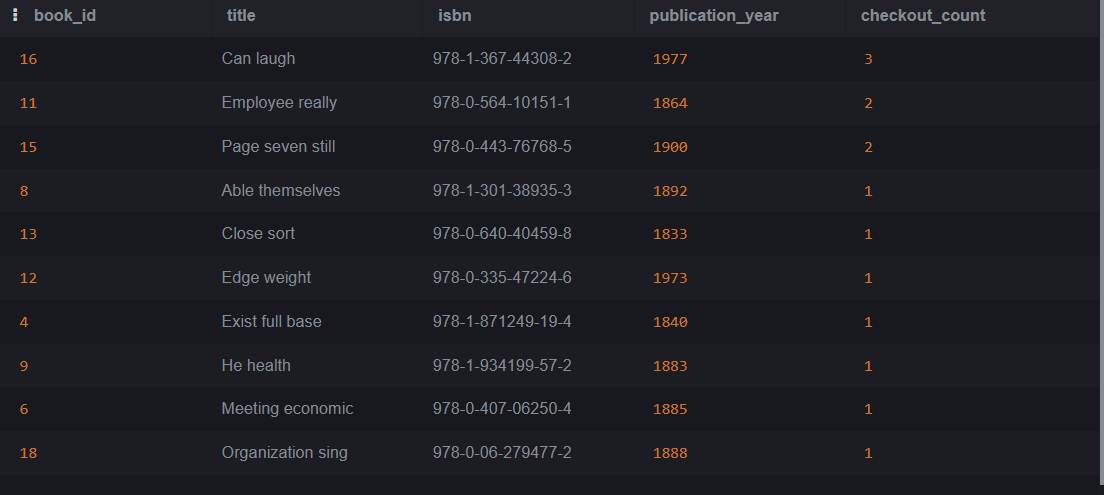 book_id title isbn publication_year checkout_count
16 Can laugh 978-1-367-44308-2 1977 3
11 Employee really 978-0-564-10151-1 1864 2
15 Page seven still 978-0-443-76768-5 1900 2
8 Able themselves 978-1-301-38935-3 1892 1
13 Close sort 978-0-640-40459-8 1833 1
12 Edge weight 978-0-335-47224-6 1973 1
4 Exist full base 978-1-871249-19-4 1840 1
9 He health 978-1-934199-57-2 1883 1
6 Meeting economic 978-0-407-06250-4 1885 1
18 Organization sing 978-0-06-279477-2 1888 1